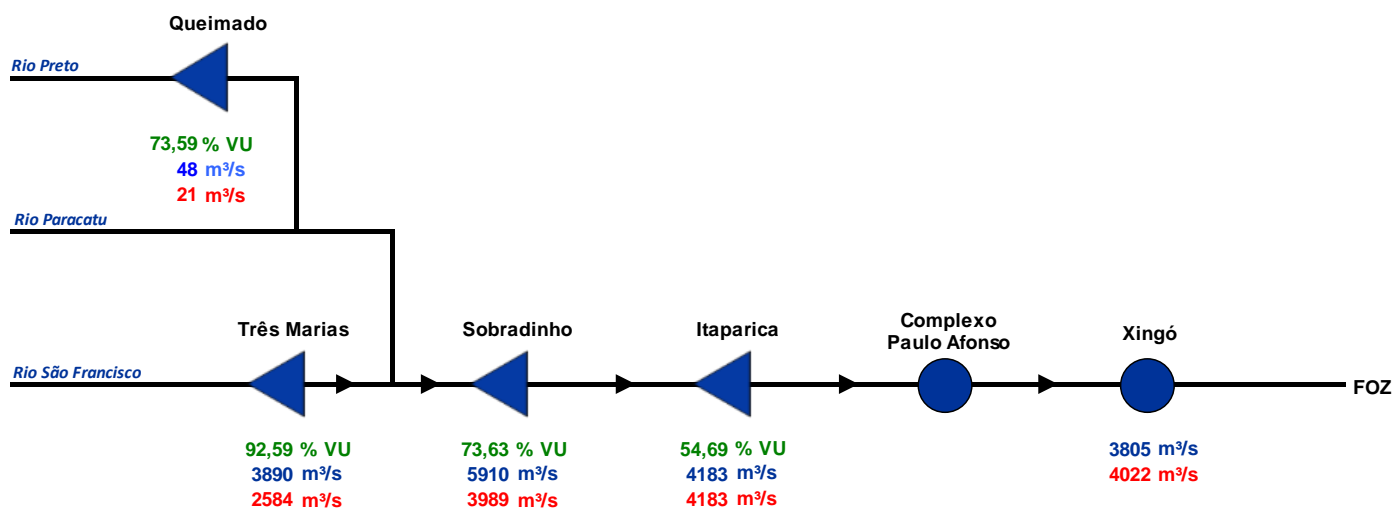 Queimado
Rio Preto
73,59 % VU
48 m³/s
21 m³/s
Rio Paracatu
Três Marias
Sobradinho
Itaparica
Complexo
Paulo Afonso
Xingó
Rio São Francisco
FOZ
92,59 % VU
3890 m³/s
2584 m³/s
73,63 % VU
5910 m³/s
3989 m³/s
54,69 % VU
4183 m³/s
4183 m³/s
3805 m³/s
4022 m³/s